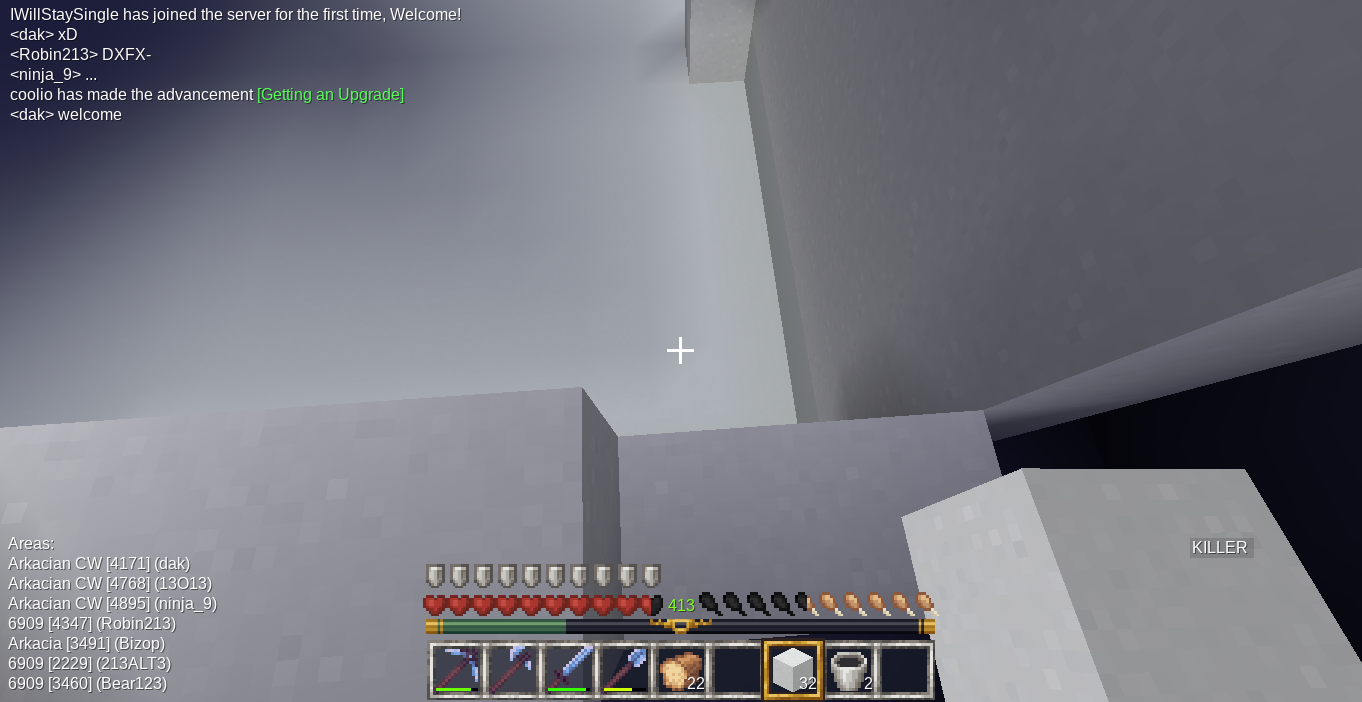 IWillStaySingle has joined the server for the first time, Welcome!
<dak> xD
<Robin213> DXFX-
<ninja_9> ...
coolio has made the advancement [Getting an Upgrade]
<dak> welcome
Areas:
Arkacian CW [4171] (dak)
Arkacian CW [4768] (13O13)
Arkacian CW [4895] (ninja_9)
6909 [4347] (Robin213)
Arkacia [3491] (Bizop)
6909 [2229] (213ALT3)
6909 [3460] (Bear123)
KILLER
413
22
32
2